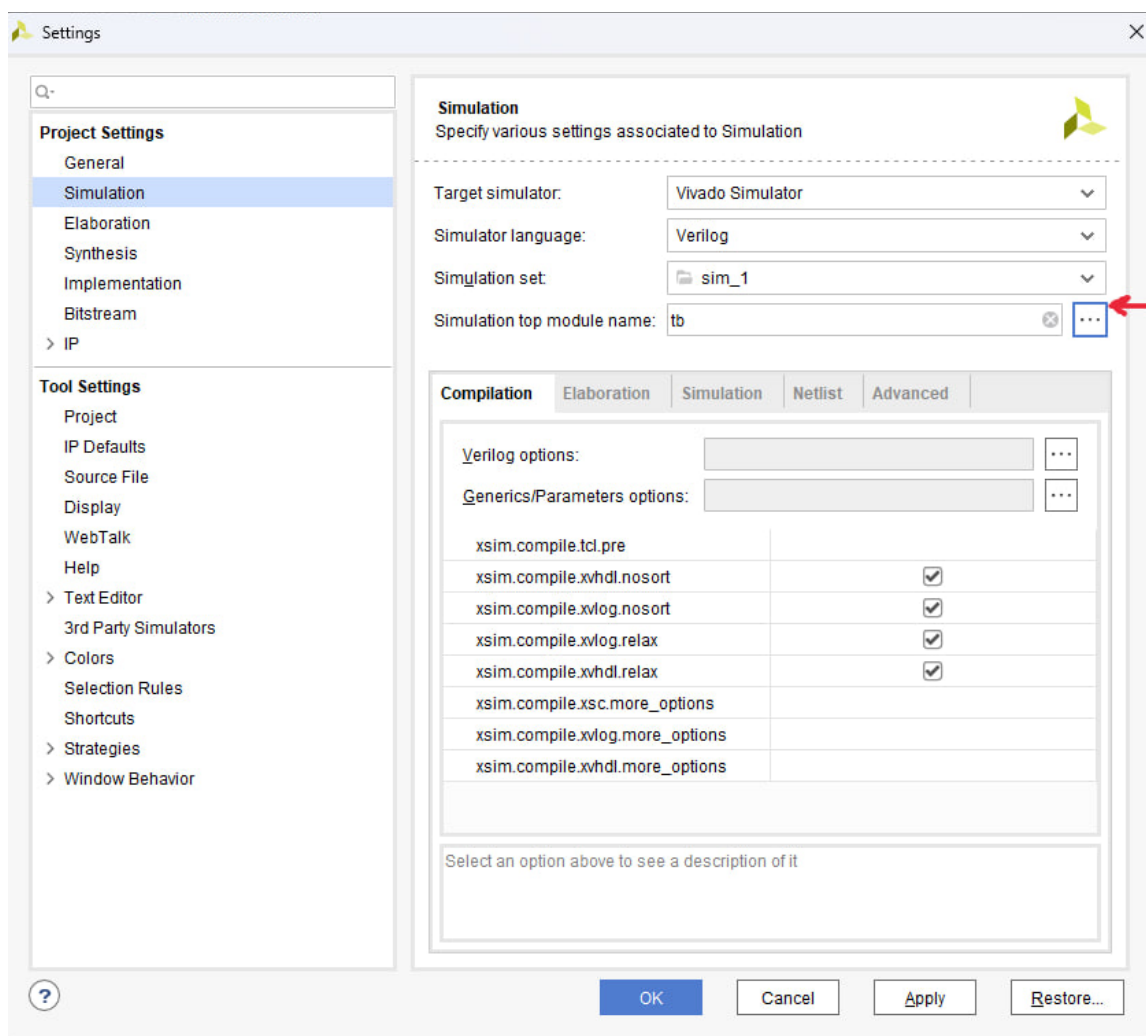 Settings
Project Settings
General
Simulation
Elaboration
Synthesis
Implementation
Bitstream
> IP
Tool Settings
Project
IP Defaults
Source File
Display
WebTalk
Help
> Text Editor
3rd Party Simulators
> Colors
Selection Rules
Shortcuts
> Strategies
> Window Behavior
Simulation
Specify various settings associated to Simulation
Target simulator: Vivado Simulator
Simulator language: Verilog
Simulation set: sim_1
Simulation top module name: tb ...
Compilation Elaboration Simulation Netlist Advanced
Verilog options: ...
Generics/Parameters options: ...
xsim.compile.tcl.pre
xsim.compile.xvhdl.nosort
xsim.compile.xvlog.nosort
xsim.compile.xvlog.relax
xsim.compile.xvhdl.relax
xsim.compile.xsc.more_options
xsim.compile.xvlog.more_options
xsim.compile.xvhdl.more_options
Select an option above to see a description of it
? OK Cancel Apply Restore...